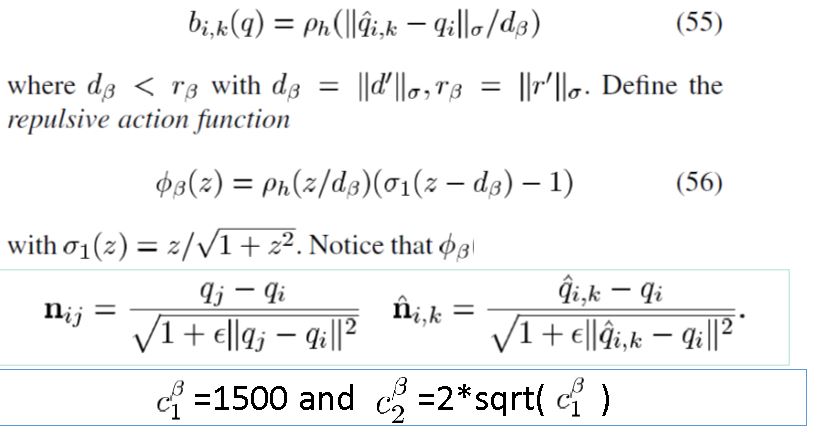 b_{i,k}(q) = ρ_h(‖q̂_{i,k} − q_i‖_σ/d_β) (55)
where d_β < r_β with d_β = ‖d′‖_σ, r_β = ‖r′‖_σ. Define the
repulsive action function
ϕ_β(z) = ρ_h(z/d_β)(σ_1(z − d_β) − 1) (56)
with σ_1(z) = z/√(1 + z²). Notice that ϕ_β(
n_{ij} = (q_j − q_i)/√(1 + ϵ‖q_j − q_i‖²) n̂_{i,k} = (q̂_{i,k} − q_i)/√(1 + ϵ‖q̂_{i,k} − q_i‖²).
c_1^β =1500 and c_2^β =2*sqrt( c_1^β )